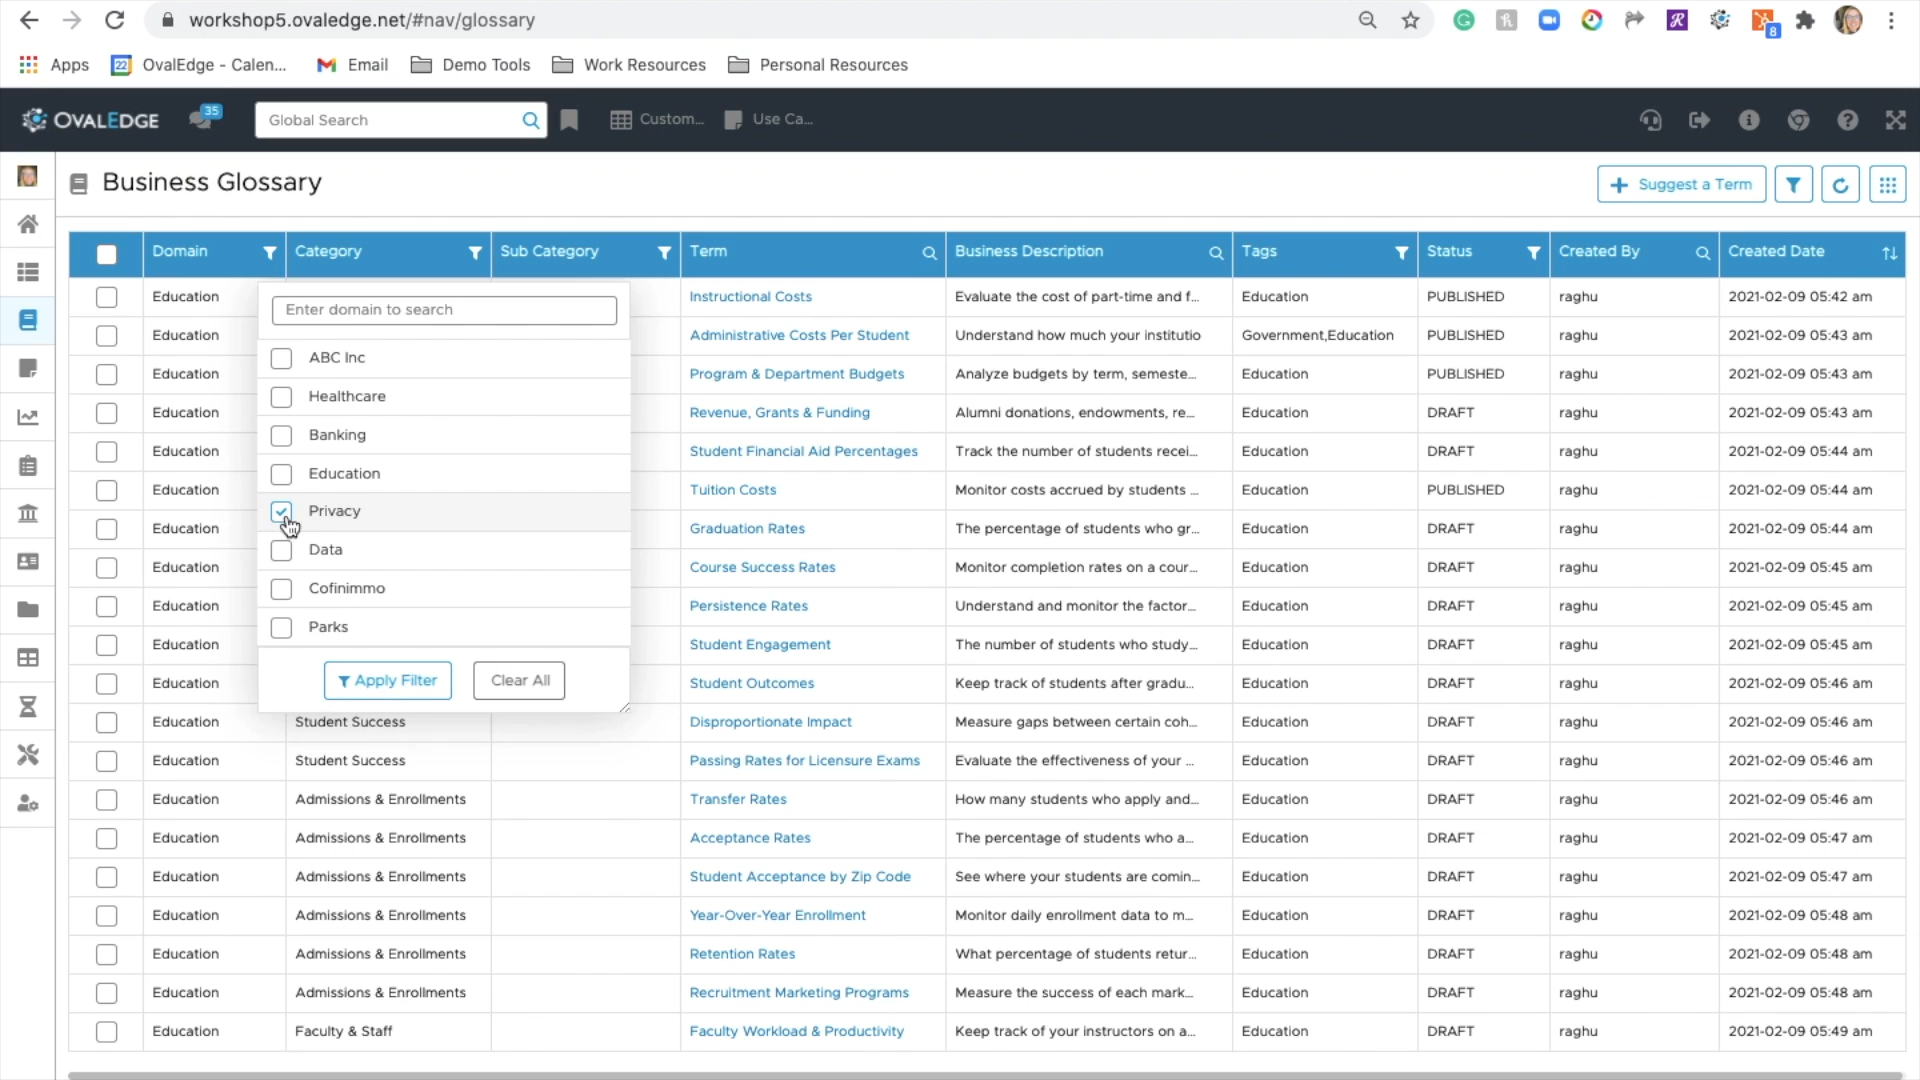 workshop5.ovaledge.net/#nav/glossary
8
Apps
22
OvalEdge - Calen...
Email
Demo Tools
Work Resources
Personal Resources
OVALEDGE
35
Global Search
Custom...
Use Ca...
Business Glossary
Suggest a Term
Domain Category Sub Category Term Business Description Tags Status Created By Created Date
Enter domain to search
ABC Inc
Healthcare
Banking
Education
Privacy
Data
Cofinimmo
Parks
Apply Filter
Clear All
Education Instructional Costs Evaluate the cost of part-time and f... Education PUBLISHED raghu 2021-02-09 05:42 am
Education Administrative Costs Per Student Understand how much your institutio Government,Education PUBLISHED raghu 2021-02-09 05:43 am
Education Program & Department Budgets Analyze budgets by term, semeste... Education PUBLISHED raghu 2021-02-09 05:43 am
Education Revenue, Grants & Funding Alumni donations, endowments, re... Education DRAFT raghu 2021-02-09 05:43 am
Education Student Financial Aid Percentages Track the number of students recei... Education DRAFT raghu 2021-02-09 05:44 am
Education Tuition Costs Monitor costs accrued by students ... Education PUBLISHED raghu 2021-02-09 05:44 am
Education Graduation Rates The percentage of students who gr... Education DRAFT raghu 2021-02-09 05:44 am
Education Course Success Rates Monitor completion rates on a cour... Education DRAFT raghu 2021-02-09 05:45 am
Education Persistence Rates Understand and monitor the factor... Education DRAFT raghu 2021-02-09 05:45 am
Education Student Engagement The number of students who study... Education DRAFT raghu 2021-02-09 05:45 am
Education Student Outcomes Keep track of students after gradu... Education DRAFT raghu 2021-02-09 05:46 am
Education Student Success Disproportionate Impact Measure gaps between certain coh... Education DRAFT raghu 2021-02-09 05:46 am
Education Student Success Passing Rates for Licensure Exams Evaluate the effectiveness of your ... Education DRAFT raghu 2021-02-09 05:46 am
Education Admissions & Enrollments Transfer Rates How many students who apply and... Education DRAFT raghu 2021-02-09 05:46 am
Education Admissions & Enrollments Acceptance Rates The percentage of students who a... Education DRAFT raghu 2021-02-09 05:47 am
Education Admissions & Enrollments Student Acceptance by Zip Code See where your students are comin... Education DRAFT raghu 2021-02-09 05:47 am
Education Admissions & Enrollments Year-Over-Year Enrollment Monitor daily enrollment data to m... Education DRAFT raghu 2021-02-09 05:48 am
Education Admissions & Enrollments Retention Rates What percentage of students retur... Education DRAFT raghu 2021-02-09 05:48 am
Education Admissions & Enrollments Recruitment Marketing Programs Measure the success of each mark... Education DRAFT raghu 2021-02-09 05:48 am
Education Faculty & Staff Faculty Workload & Productivity Keep track of your instructors on a... Education DRAFT raghu 2021-02-09 05:49 am